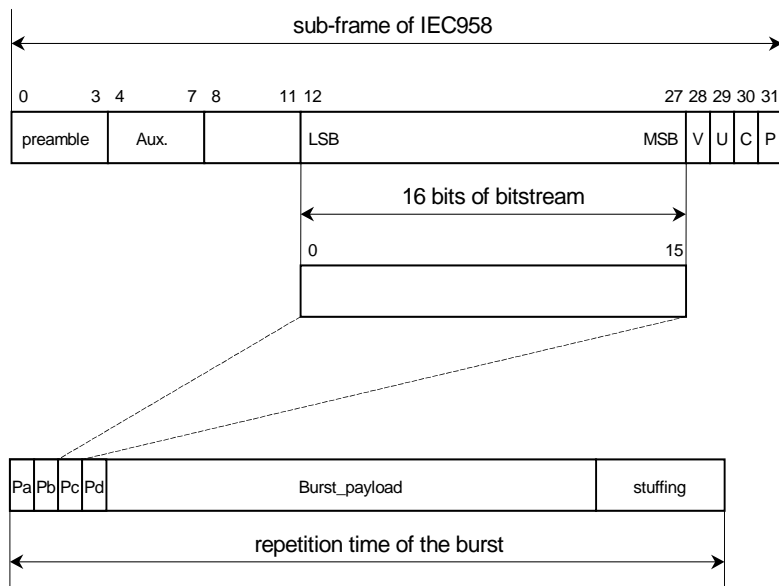 sub-frame of IEC958
0 3 4 7 8 11 12 27 28 29 30 31
preamble Aux. LSB MSB V U C P
16 bits of bitstream
0 15
Pa Pb Pc Pd Burst_payload stuffing
repetition time of the burst